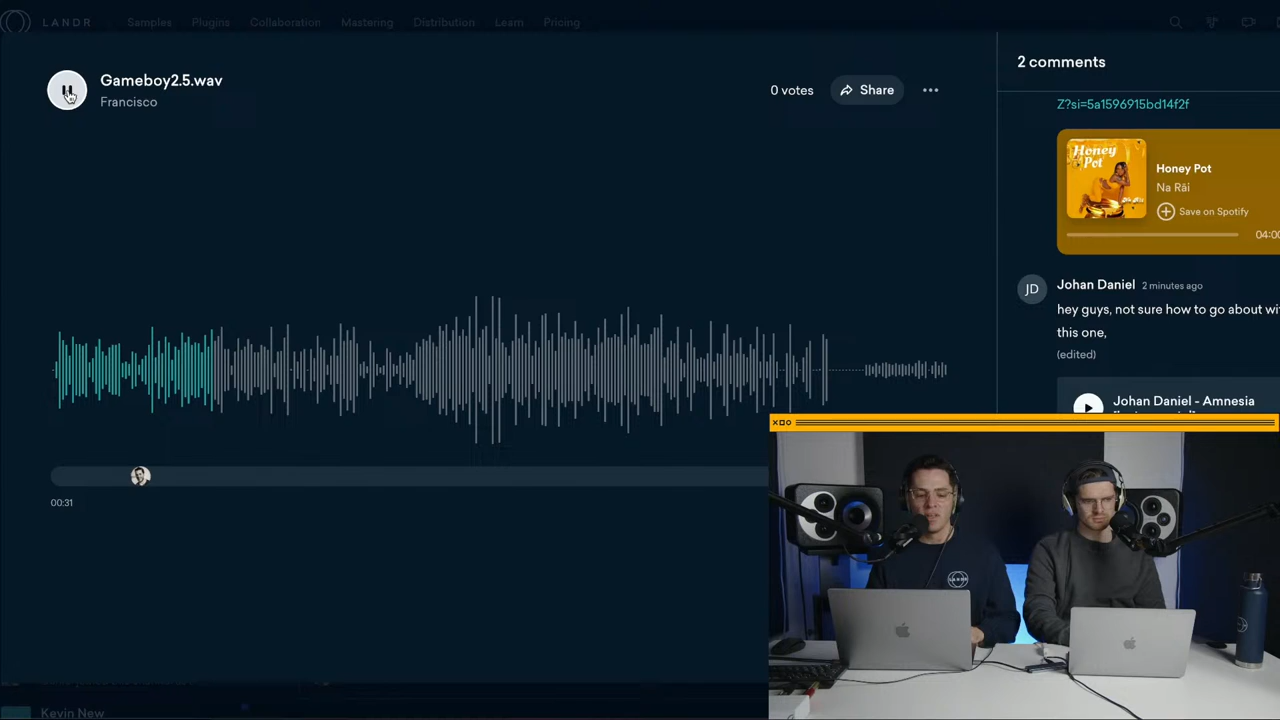 LANDR
Samples
Plugins
Collaboration
Mastering
Distribution
Learn
Pricing
Gameboy2.5.wav
Francisco
0 votes
Share
2 comments
Z?si=5a1596915bd14f2f
Honey
Pot
Honey Pot
Na Rāi
Save on Spotify
04:00
JD
Johan Daniel
2 minutes ago
hey guys, not sure how to go about wi
this one,
(edited)
Johan Daniel - Amnesia
00:31
LANDR
Kevin New